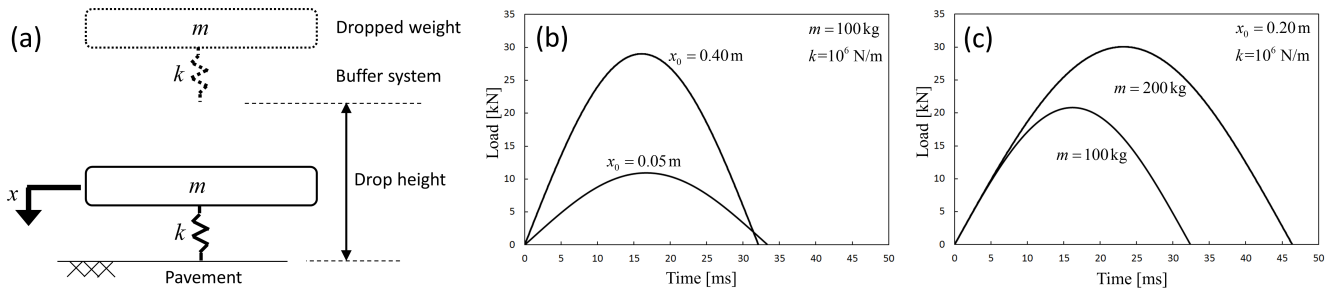 (a)
m
Dropped weight
k
Buffer system
x
m
Drop height
k
Pavement
(b)
m = 100 kg
k=10⁶ N/m
x₀ = 0.40 m
x₀ = 0.05 m
Load [kN]
35
30
25
20
15
10
5
0
0 5 10 15 20 25 30 35 40 45 50
Time [ms]
(c)
x₀ = 0.20 m
k=10⁶ N/m
m = 200 kg
m = 100 kg
Load [kN]
35
30
25
20
15
10
5
0
0 5 10 15 20 25 30 35 40 45 50
Time [ms]